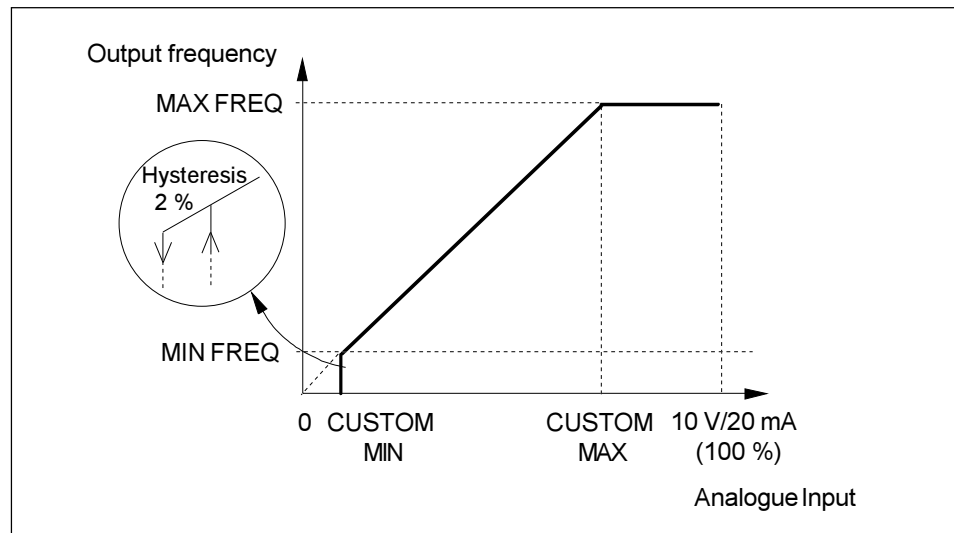 Output frequency
MAX FREQ
Hysteresis
2 %
MIN FREQ
0 CUSTOM MIN
CUSTOM MAX
10 V/20 mA
(100 %)
Analogue Input